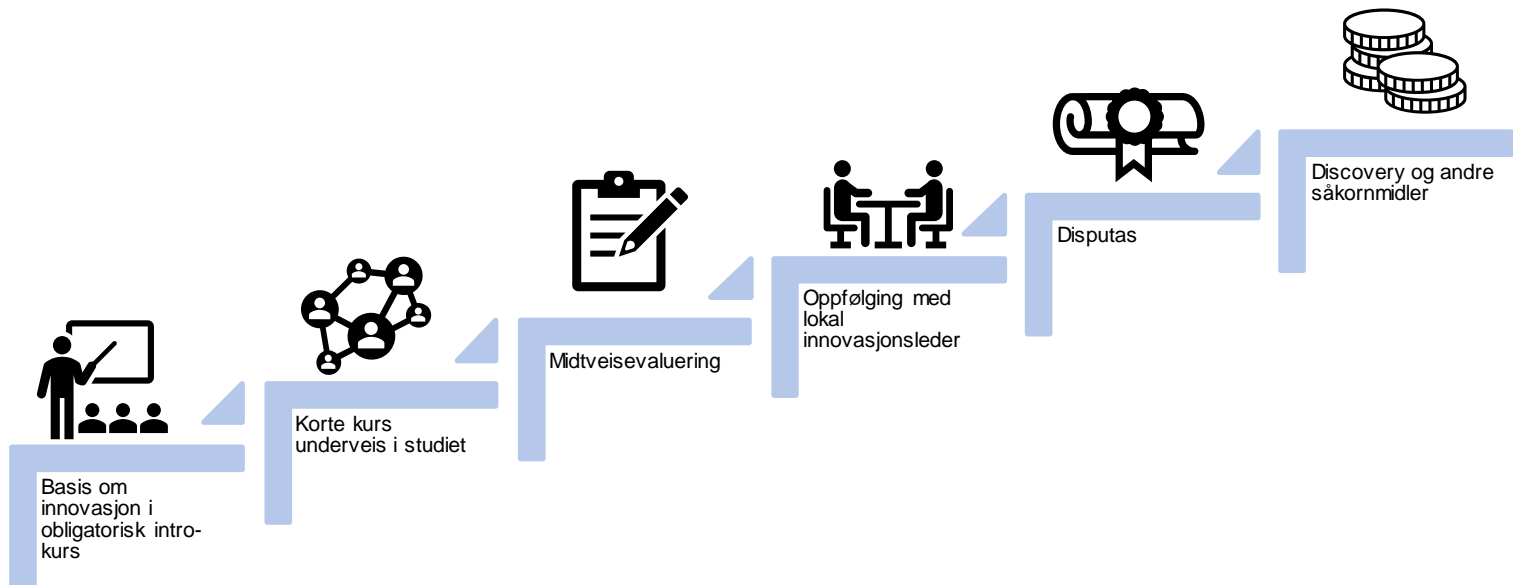 Basis om
innovasjon i
obligatorisk intro-
kurs
Korte kurs
underveis i studiet
Midtveisevaluering
Oppfølging med
lokal
innovasjonsleder
Disputas
Discovery og andre
såkornmidler